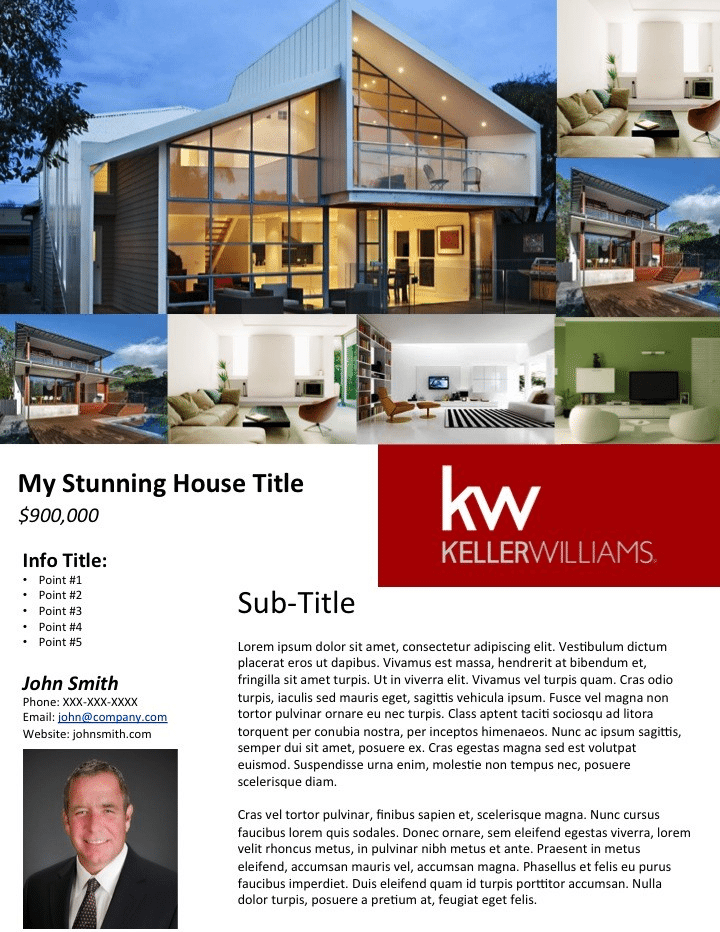 My Stunning House Title
$900,000
kw
KELLERWILLIAMS.
Info Title:
• Point #1
• Point #2
• Point #3
• Point #4
• Point #5
John Smith
Phone: XXX-XXX-XXXX
Email: john@company.com
Website: johnsmith.com
Sub-Title
Lorem ipsum dolor sit amet, consectetur adipiscing elit. Vestibulum dictum
placerat eros ut dapibus. Vivamus est massa, hendrerit at bibendum et,
fringilla sit amet turpis. Ut in viverra elit. Vivamus vel turpis quam. Cras odio
turpis, iaculis sed mauris eget, sagittis vehicula ipsum. Fusce vel magna non
tortor pulvinar ornare eu nec turpis. Class aptent taciti sociosqu ad litora
torquent per conubia nostra, per inceptos himenaeos. Nunc ac ipsum sagittis,
semper dui sit amet, posuere ex. Cras egestas magna sed est volutpat
euismod. Suspendisse urna enim, molestie non tempus nec, posuere
scelerisque diam.
Cras vel tortor pulvinar, finibus sapien et, scelerisque magna. Nunc cursus
faucibus lorem quis sodales. Donec ornare, sem eleifend egestas viverra, lorem
velit rhoncus metus, in pulvinar nibh metus et ante. Praesent in metus
eleifend, accumsan mauris vel, accumsan magna. Phasellus et felis eu purus
faucibus imperdiet. Duis eleifend quam id turpis porttitor accumsan. Nulla
dolor turpis, posuere a pretium at, feugiat eget felis.